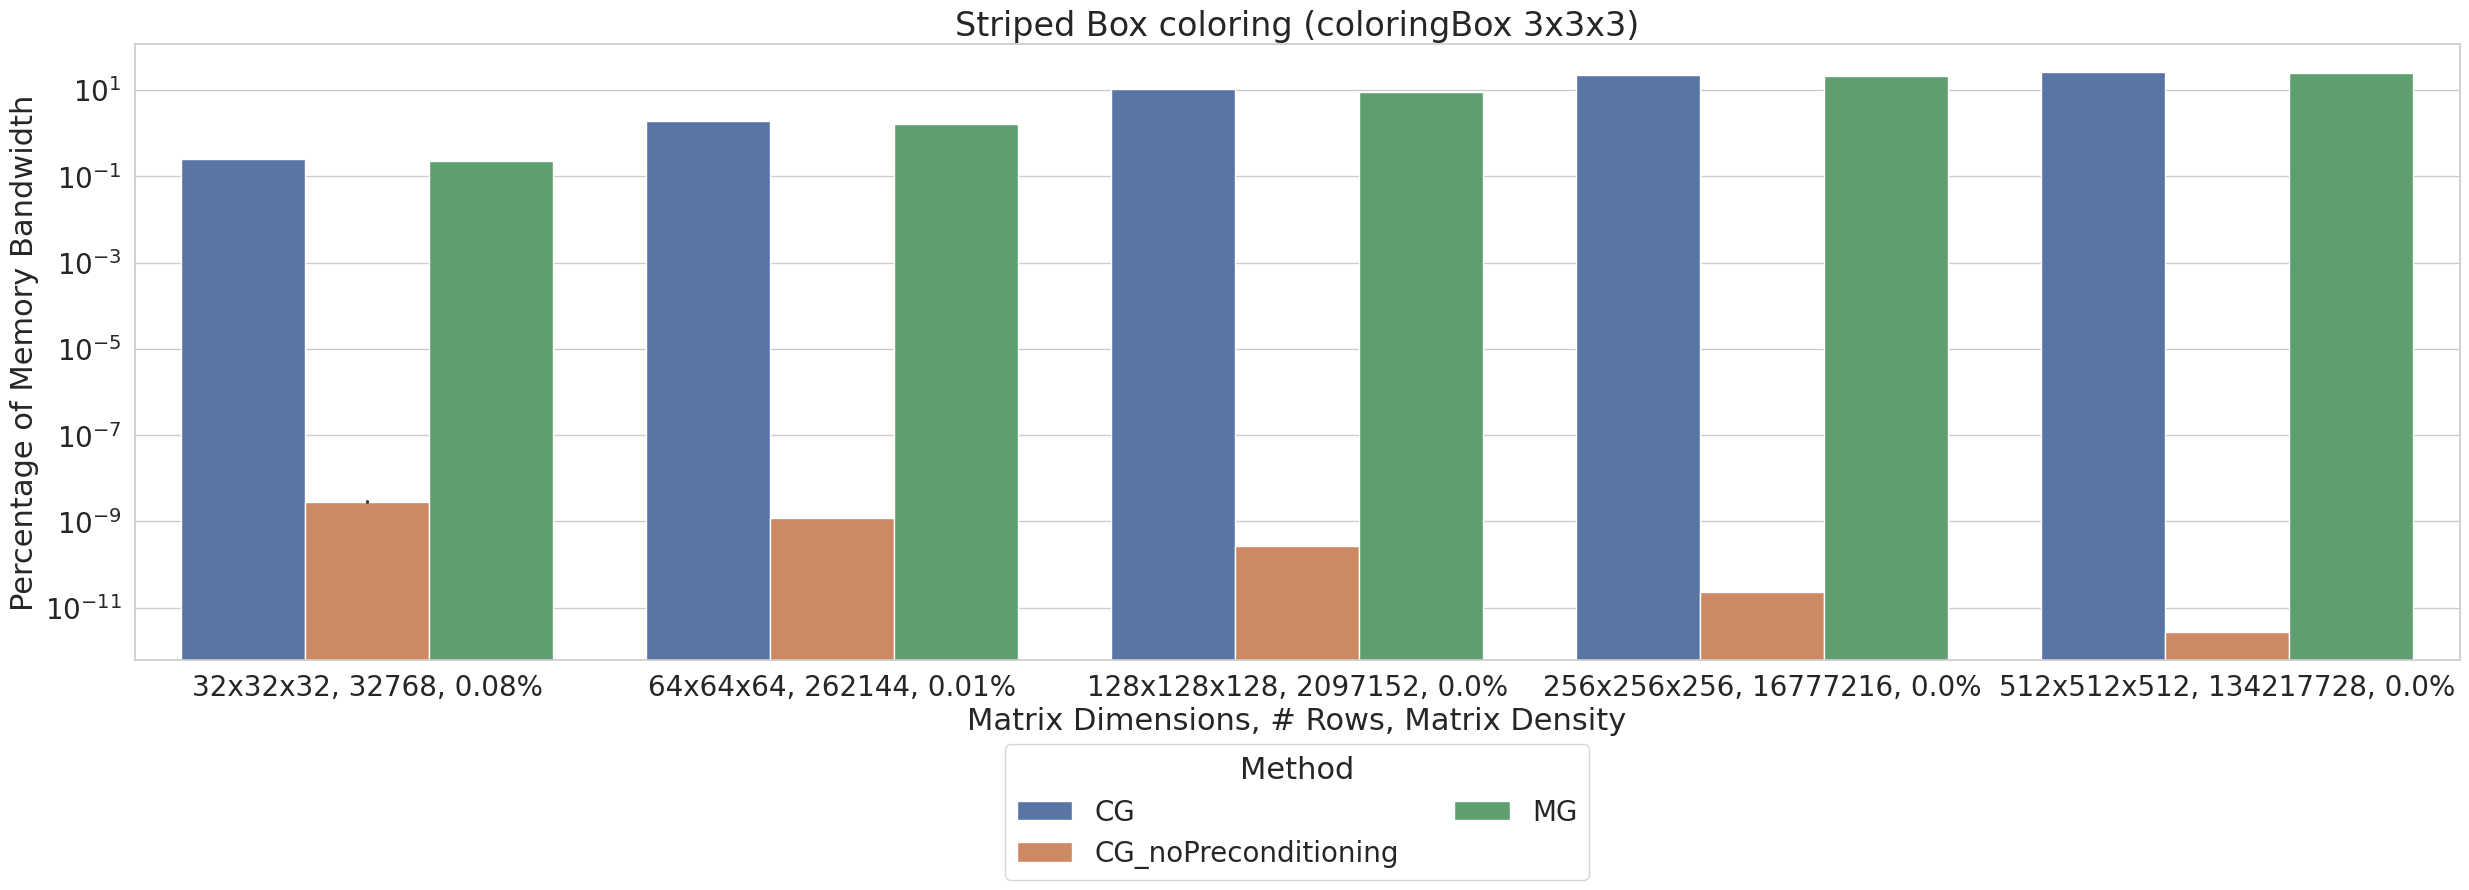 Striped Box coloring (coloringBox 3x3x3)
Percentage of Memory Bandwidth
10^1
10^-1
10^-3
10^-5
10^-7
10^-9
10^-11
32x32x32, 32768, 0.08%
64x64x64, 262144, 0.01%
128x128x128, 2097152, 0.0%
256x256x256, 16777216, 0.0%
512x512x512, 134217728, 0.0%
Matrix Dimensions, # Rows, Matrix Density
Method
CG
CG_noPreconditioning
MG